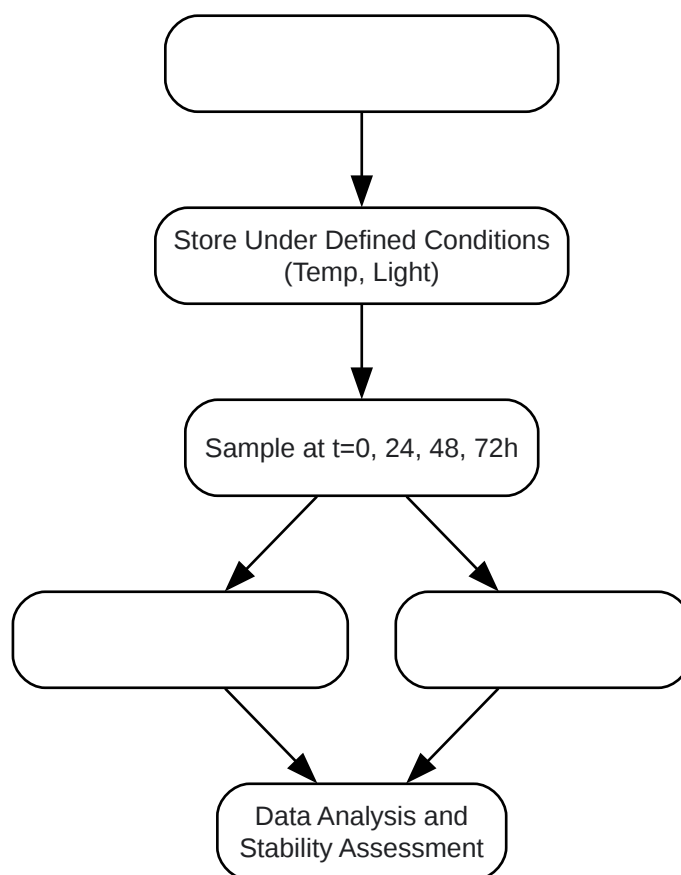 Store Under Defined Conditions
(Temp, Light)
Sample at t=0, 24, 48, 72h
Data Analysis and
Stability Assessment